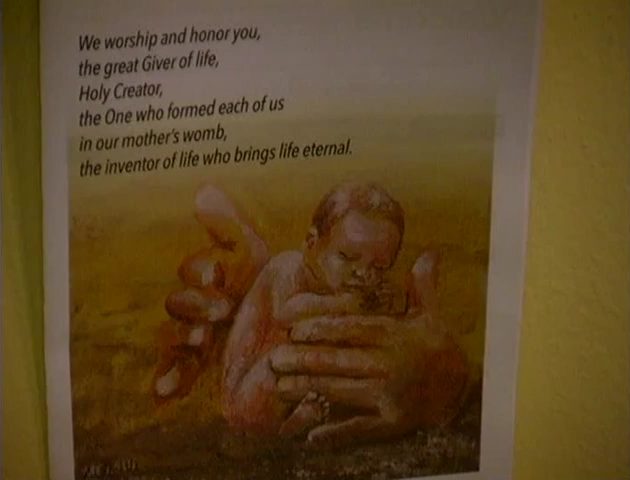 We worship and honor you,
the great Giver of life,
Holy Creator,
the One who formed each of us
in our mother's womb,
the inventor of life who brings life eternal.